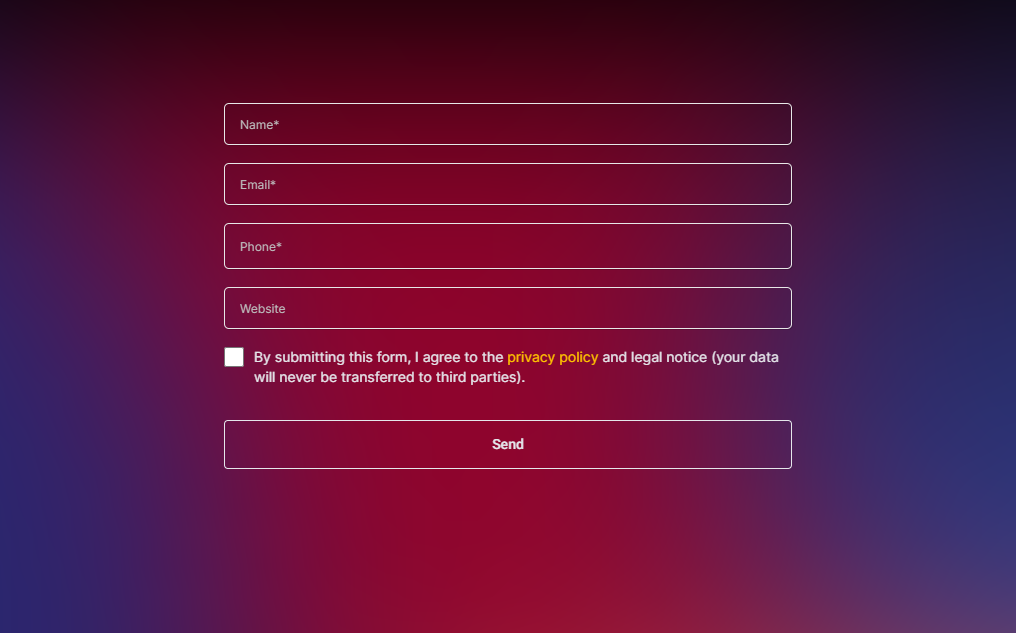 Name*
Email*
Phone*
Website
By submitting this form, I agree to the privacy policy and legal notice (your data
will never be transferred to third parties).
Send